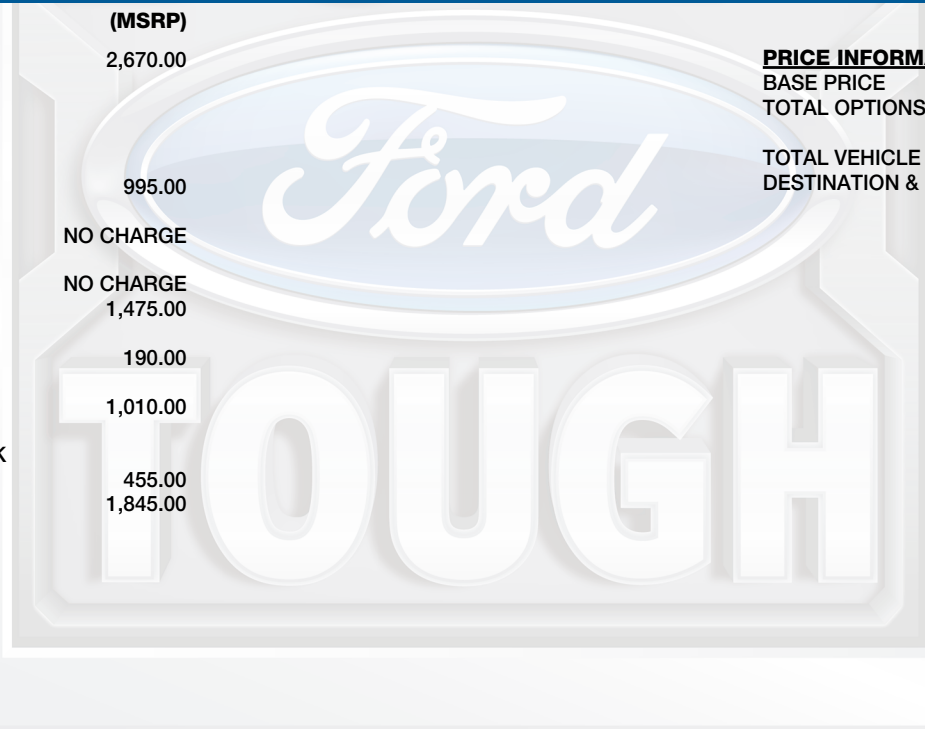 (MSRP)
2,670.00
995.00
NO CHARGE
NO CHARGE
1,475.00
190.00
1,010.00
K
455.00
1,845.00
PRICE INFORM
BASE PRICE
TOTAL OPTIONS
TOTAL VEHICLE
DESTINATION &
Ford
TOUGH